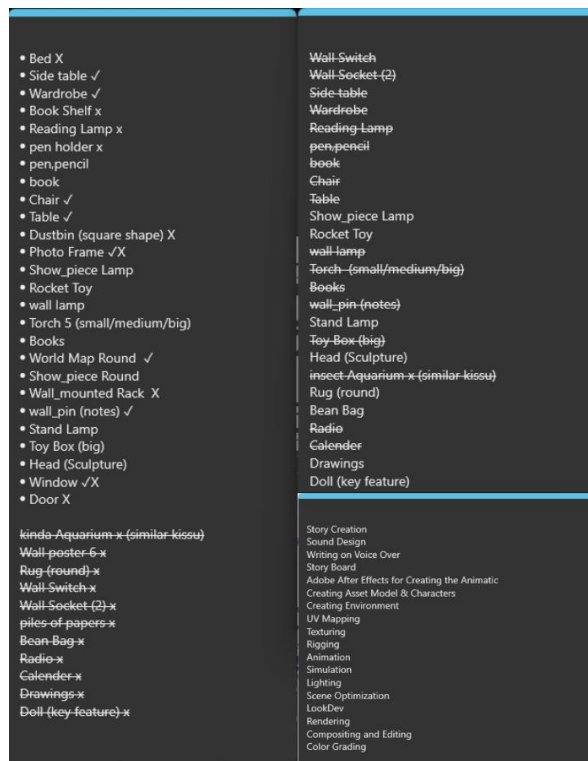 • Bed X
• Side table ✓
• Wardrobe ✓
• Book Shelf x
• Reading Lamp x
• pen holder x
• pen,pencil
• book
• Chair ✓
• Table ✓
• Dustbin (square shape) X
• Photo Frame ✓X
• Show_piece Lamp
• Rocket Toy
• wall lamp
• Torch 5 (small/medium/big)
• Books
• World Map Round ✓
• Show_piece Round
• Wall_mounted Rack X
• wall_pin (notes) ✓
• Stand Lamp
• Toy Box (big)
• Head (Sculpture)
• Window ✓X
• Door X
kinda Aquarium x (similar kissu)
Wall poster 6 x
Rug (round) x
Wall Switch x
Wall Socket (2) x
piles of papers x
Bean Bag x
Radio x
Calender x
Drawings x
Doll (key feature) x
Wall Switch
Wall Socket (2)
Side table
Wardrobe
Reading Lamp
pen,pencil
book
Chair
Table
Show_piece Lamp
Rocket Toy
wall lamp
Torch (small/medium/big)
Books
wall_pin (notes)
Stand Lamp
Toy Box (big)
Head (Sculpture)
insect Aquarium x (similar kissu)
Rug (round)
Bean Bag
Radio
Calender
Drawings
Doll (key feature)
Story Creation
Sound Design
Writing on Voice Over
Story Board
Adobe After Effects for Creating the Animatic
Creating Asset Model & Characters
Creating Environment
UV Mapping
Texturing
Rigging
Animation
Simulation
Lighting
Scene Optimization
LookDev
Rendering
Compositing and Editing
Color Grading